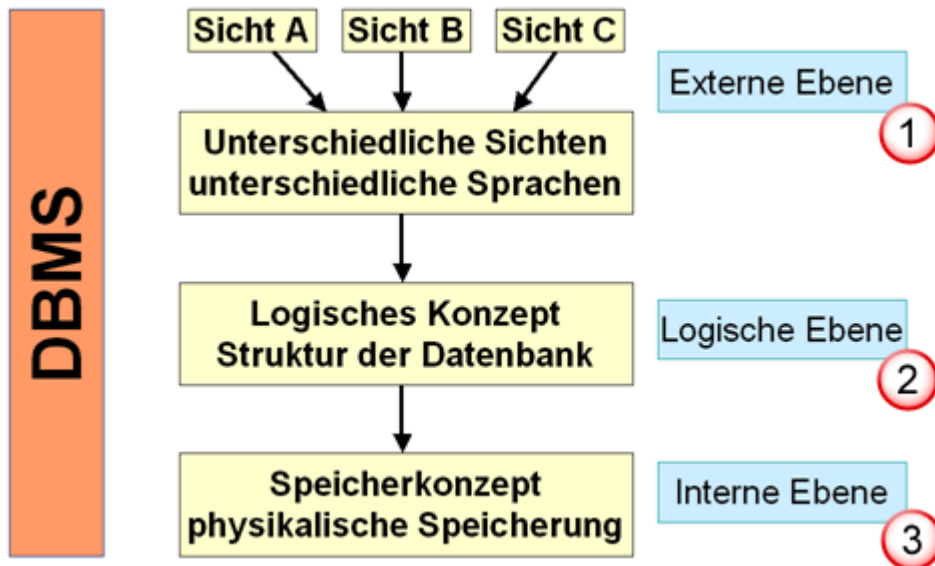 DBMS
Sicht A
Sicht B
Sicht C
Externe Ebene
1
Unterschiedliche Sichten
unterschiedliche Sprachen
Logisches Konzept
Struktur der Datenbank
Logische Ebene
2
Speicherkonzept
physikalische Speicherung
Interne Ebene
3